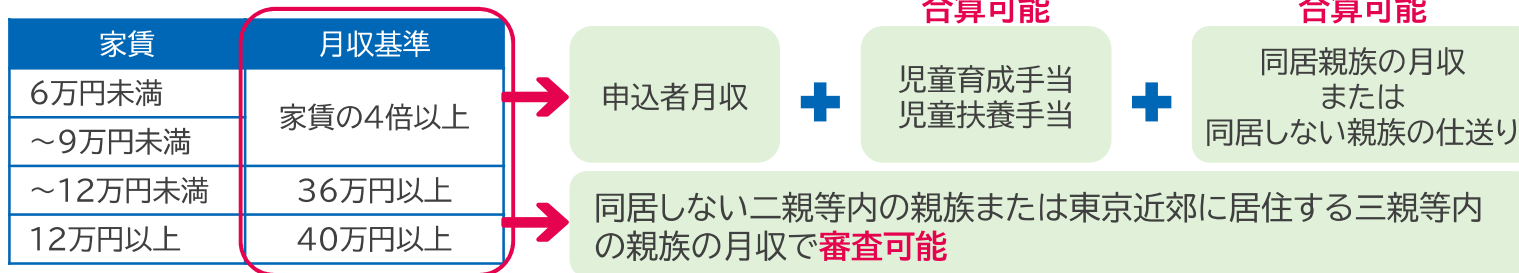 家賃 月収基準
6万円未満
家賃の4倍以上
～9万円未満
～12万円未満 36万円以上
12万円以上 40万円以上
申込者月収
合算可能
児童育成手当
児童扶養手当
合算可能
同居親族の月収
または
同居しない親族の仕送り
同居しない二親等内の親族または東京近郊に居住する三親等内
の親族の月収で審査可能